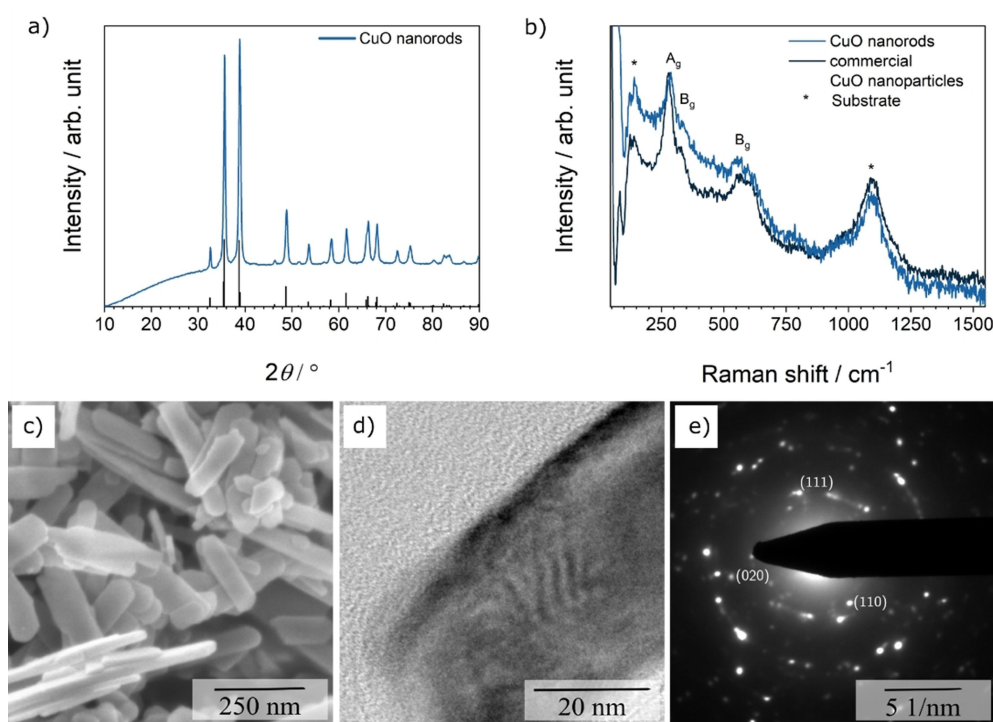 a)
Intensity / arb. unit
CuO nanorods
10 20 30 40 50 60 70 80 90
2θ / °
b)
Intensity / arb. unit
CuO nanorods
commercial
CuO nanoparticles
* Substrate
*
Ag
Bg
Bg
*
250 500 750 1000 1250 1500
Raman shift / cm-1
c)
250 nm
d)
20 nm
e)
(111)
(020)
(110)
5 1/nm